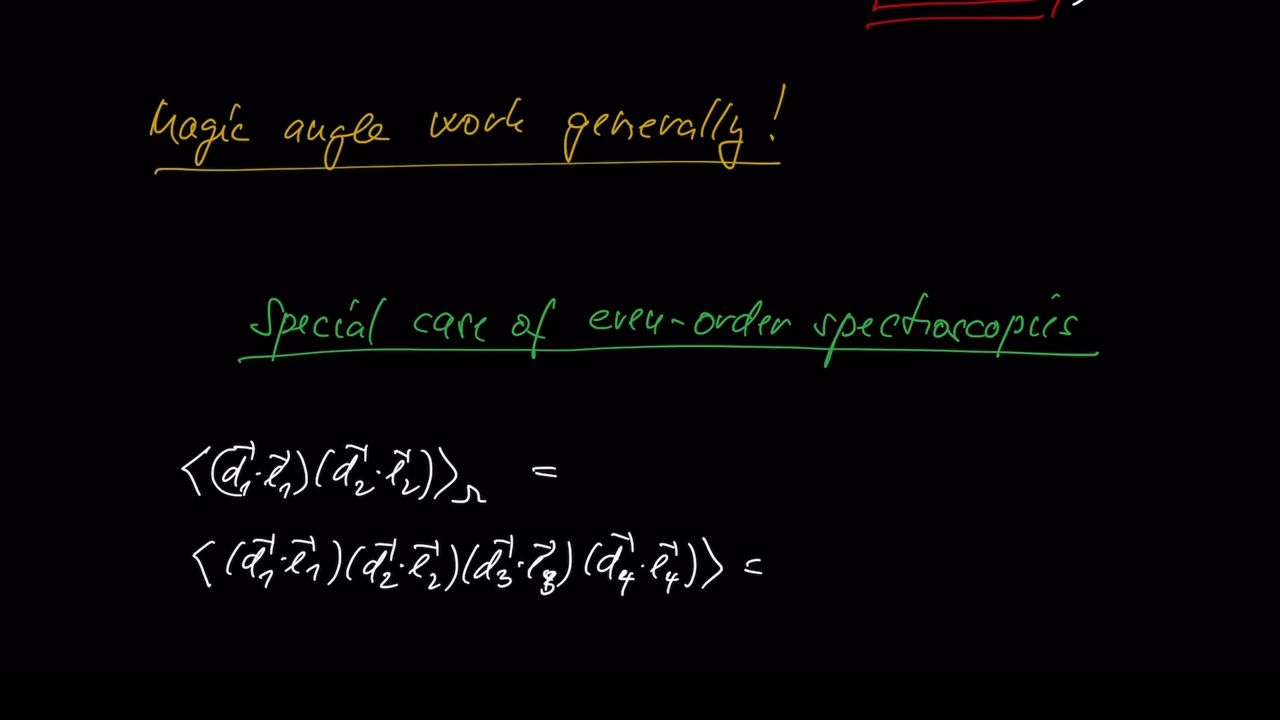 Magic angle work generally!
Special case of even-order spectroscopies
⟨(d⃗₁·e⃗₁)(d⃗₂·e⃗₂)⟩_Ω =
⟨(d⃗₁·e⃗₁)(d⃗₂·e⃗₂)(d⃗₃·e⃗₃)(d⃗₄·e⃗₄)⟩ =